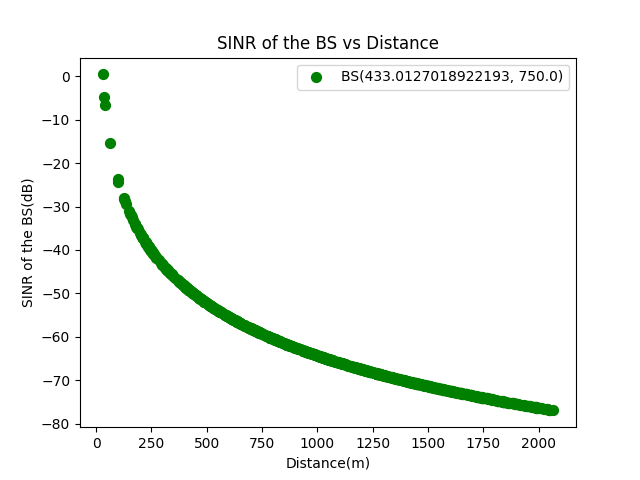 SINR of the BS vs Distance
BS(433.0127018922193, 750.0)
0
−10
−20
−30
−40
−50
−60
−70
−80
SINR of the BS(dB)
0 250 500 750 1000 1250 1500 1750 2000
Distance(m)